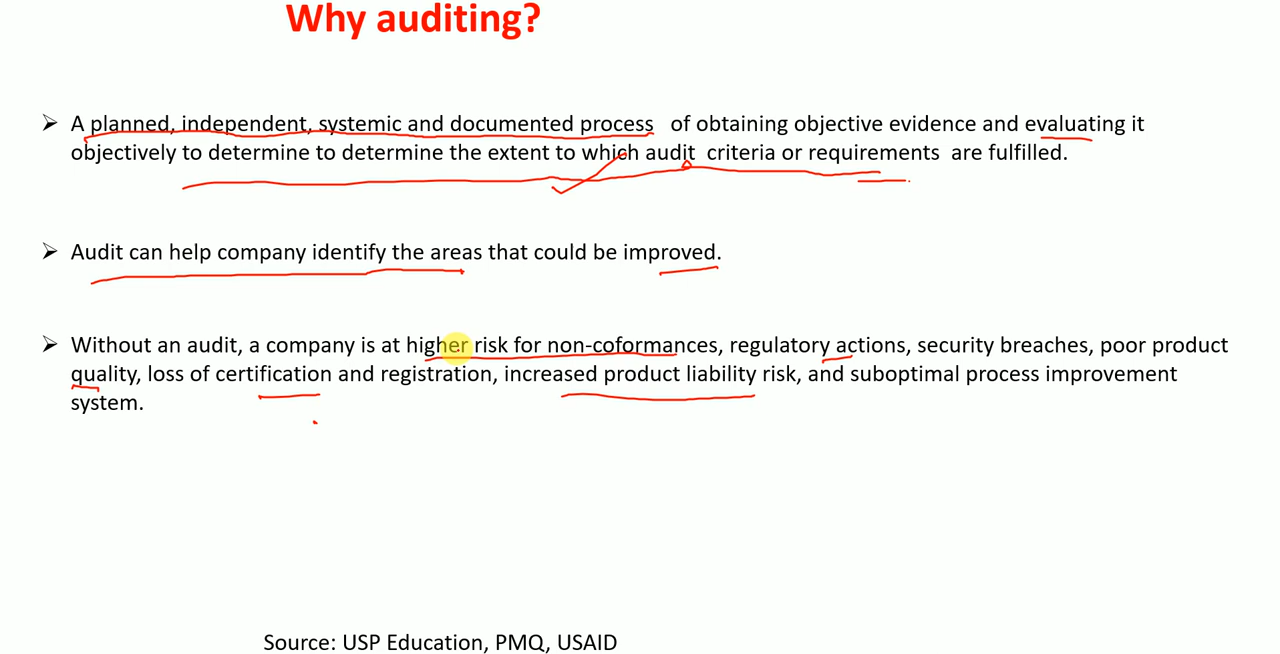 Why auditing?
➢ A planned, independent, systemic and documented process of obtaining objective evidence and evaluating it
objectively to determine to determine the extent to which audit criteria or requirements are fulfilled.
➢ Audit can help company identify the areas that could be improved.
➢ Without an audit, a company is at higher risk for non-coformances, regulatory actions, security breaches, poor product
quality, loss of certification and registration, increased product liability risk, and suboptimal process improvement
system.
Source: USP Education, PMQ, USAID